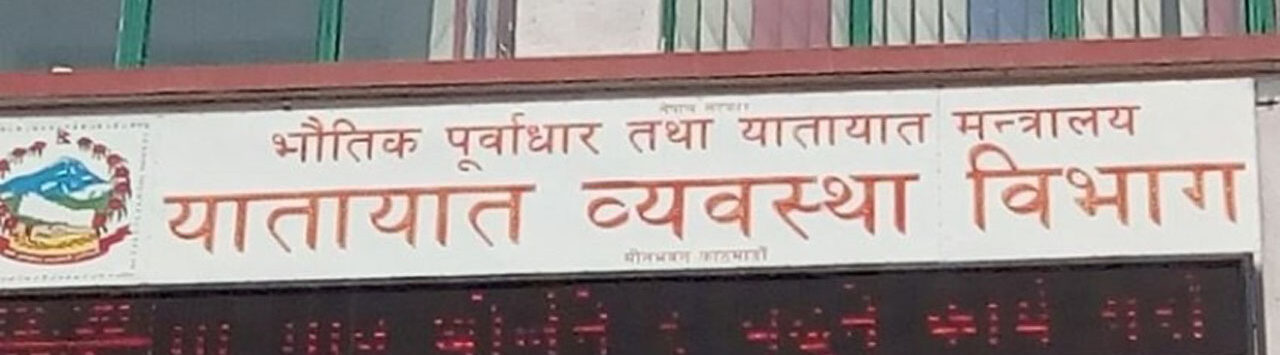 नेपाल सरकार
भौतिक पूर्वाधार तथा यातायात मन्त्रालय
यातायात व्यवस्था विभाग
मीनभवन काठमाडौं